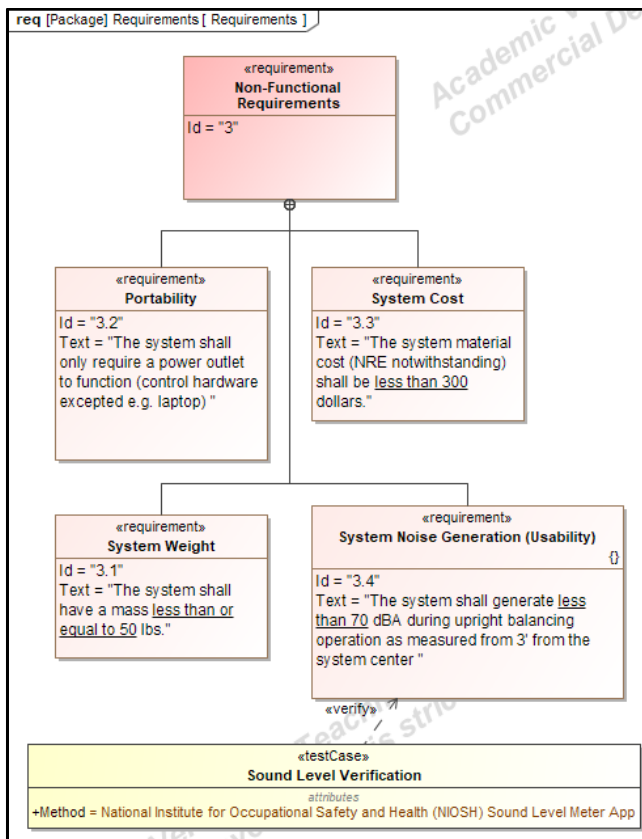 req [Package] Requirements [ Requirements ]
Academic
Commercial De
«requirement»
Non-Functional
Requirements
Id = "3"
«requirement»
Portability
Id = "3.2"
Text = "The system shall
only require a power outlet
to function (control hardware
excepted e.g. laptop) "
«requirement»
System Cost
Id = "3.3"
Text = "The system material
cost (NRE notwithstanding)
shall be less than 300
dollars."
«requirement»
System Weight
Id = "3.1"
Text = "The system shall
have a mass less than or
equal to 50 lbs."
«requirement»
System Noise Generation (Usability)
{}
Id = "3.4"
Text = "The system shall generate less
than 70 dBA during upright balancing
operation as measured from 3' from the
system center "
«verify»
«testCase»
Sound Level Verification
attributes
+Method = National Institute for Occupational Safety and Health (NIOSH) Sound Level Meter App